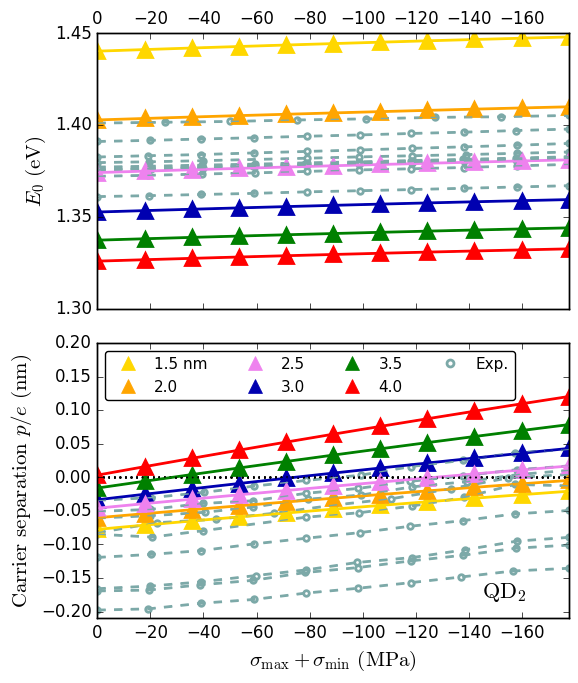 0 −20 −40 −60 −80 −100 −120 −140 −160
1.45
1.40
1.35
1.30
E₀ (eV)
0.20
0.15
0.10
0.05
0.00
−0.05
−0.10
−0.15
−0.20
Carrier separation p/e (nm)
1.5 nm 2.5 3.5 Exp.
2.0 3.0 4.0
QD₂
0 −20 −40 −60 −80 −100 −120 −140 −160
σmax + σmin (MPa)